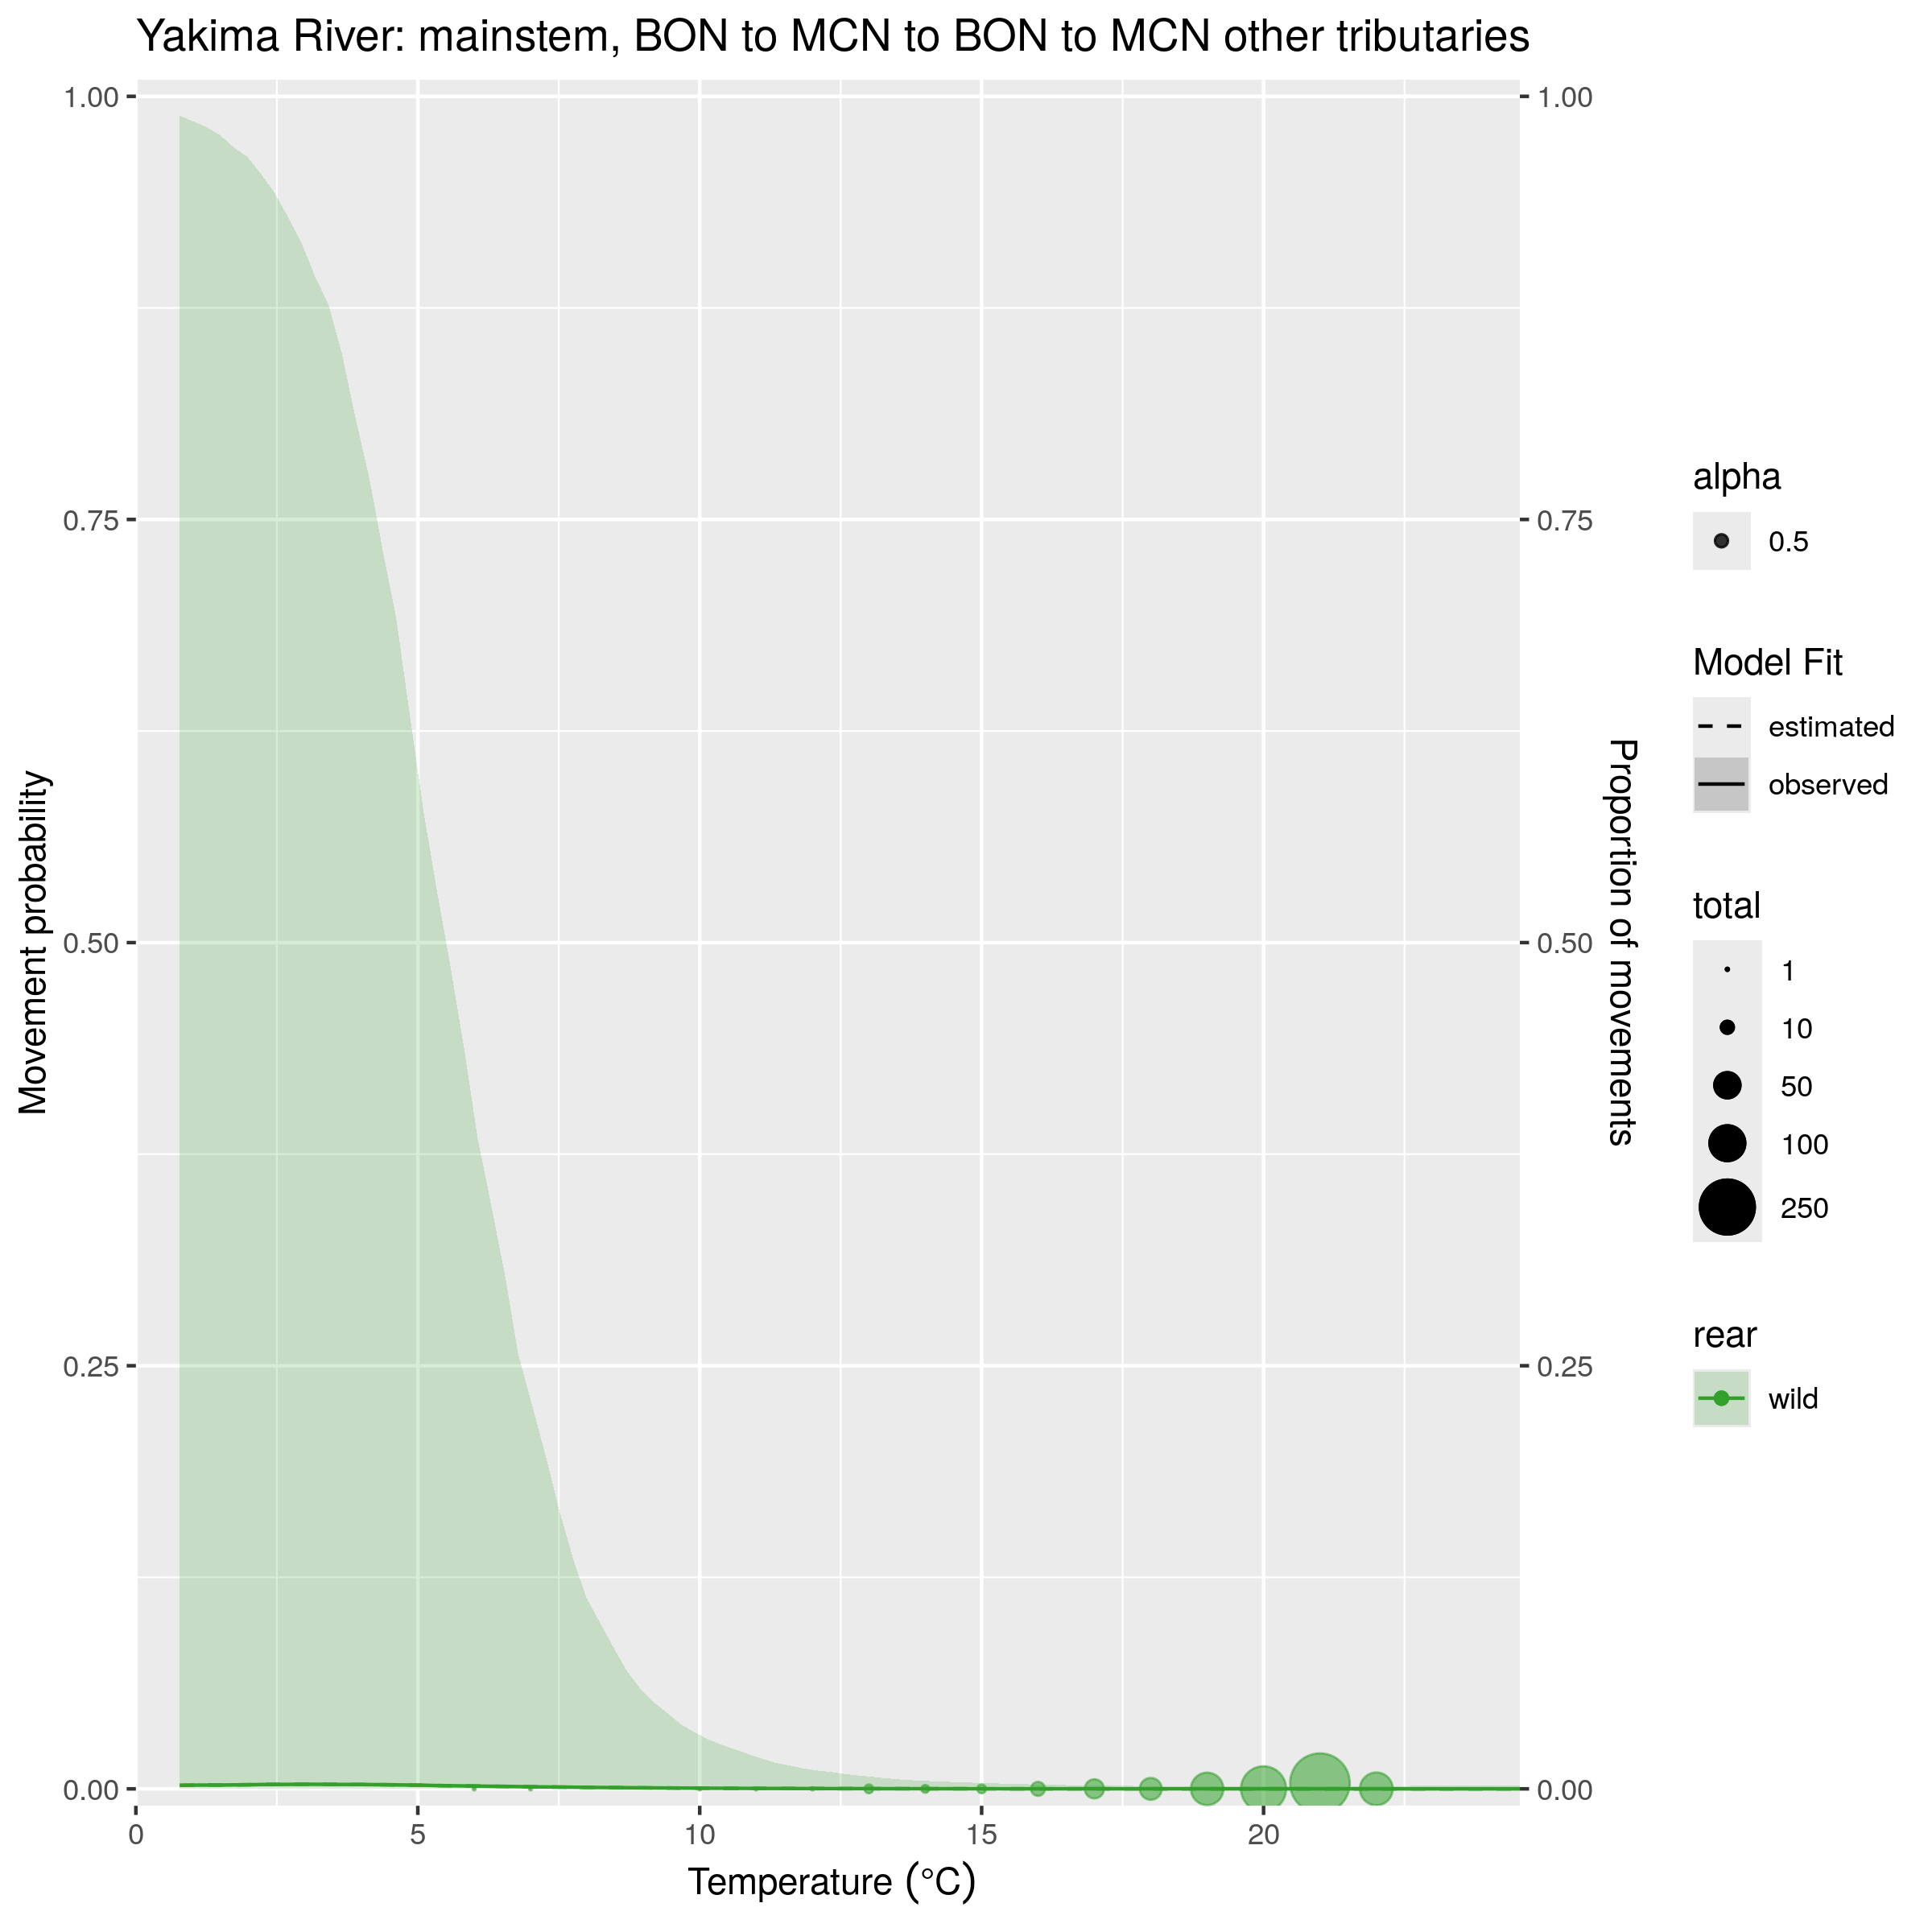 Yakima River: mainstem, BON to MCN to BON to MCN other tributaries
1.00
0.75
0.50
0.25
0.00
Movement probability
1.00
0.75
0.50
0.25
0.00
Proportion of movements
0
5
10
15
20
Temperature (°C)
alpha
0.5
Model Fit
estimated
observed
total
1
10
50
100
250
rear
wild